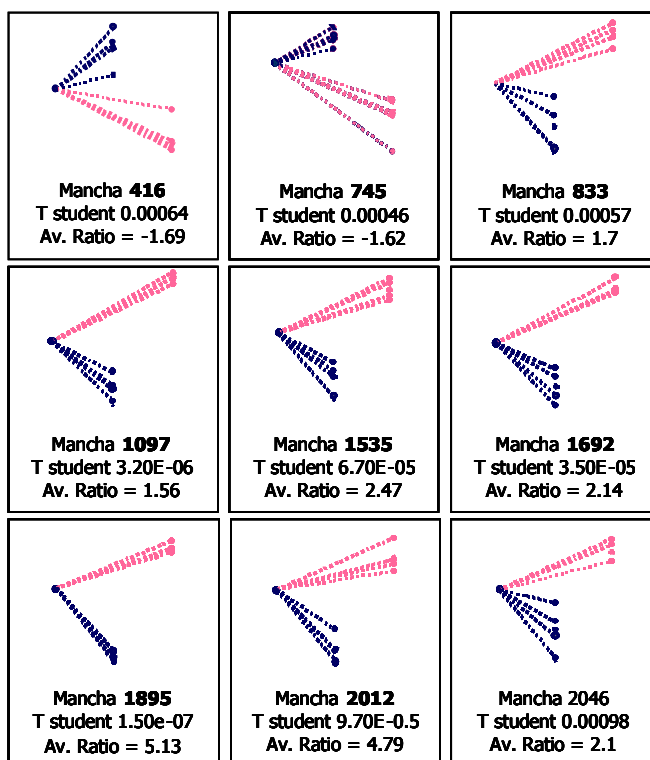 Mancha 416
T student 0.00064
Av. Ratio = -1.69
Mancha 745
T student 0.00046
Av. Ratio = -1.62
Mancha 833
T student 0.00057
Av. Ratio = 1.7
Mancha 1097
T student 3.20E-06
Av. Ratio = 1.56
Mancha 1535
T student 6.70E-05
Av. Ratio = 2.47
Mancha 1692
T student 3.50E-05
Av. Ratio = 2.14
Mancha 1895
T student 1.50e-07
Av. Ratio = 5.13
Mancha 2012
T student 9.70E-0.5
Av. Ratio = 4.79
Mancha 2046
T student 0.00098
Av. Ratio = 2.1